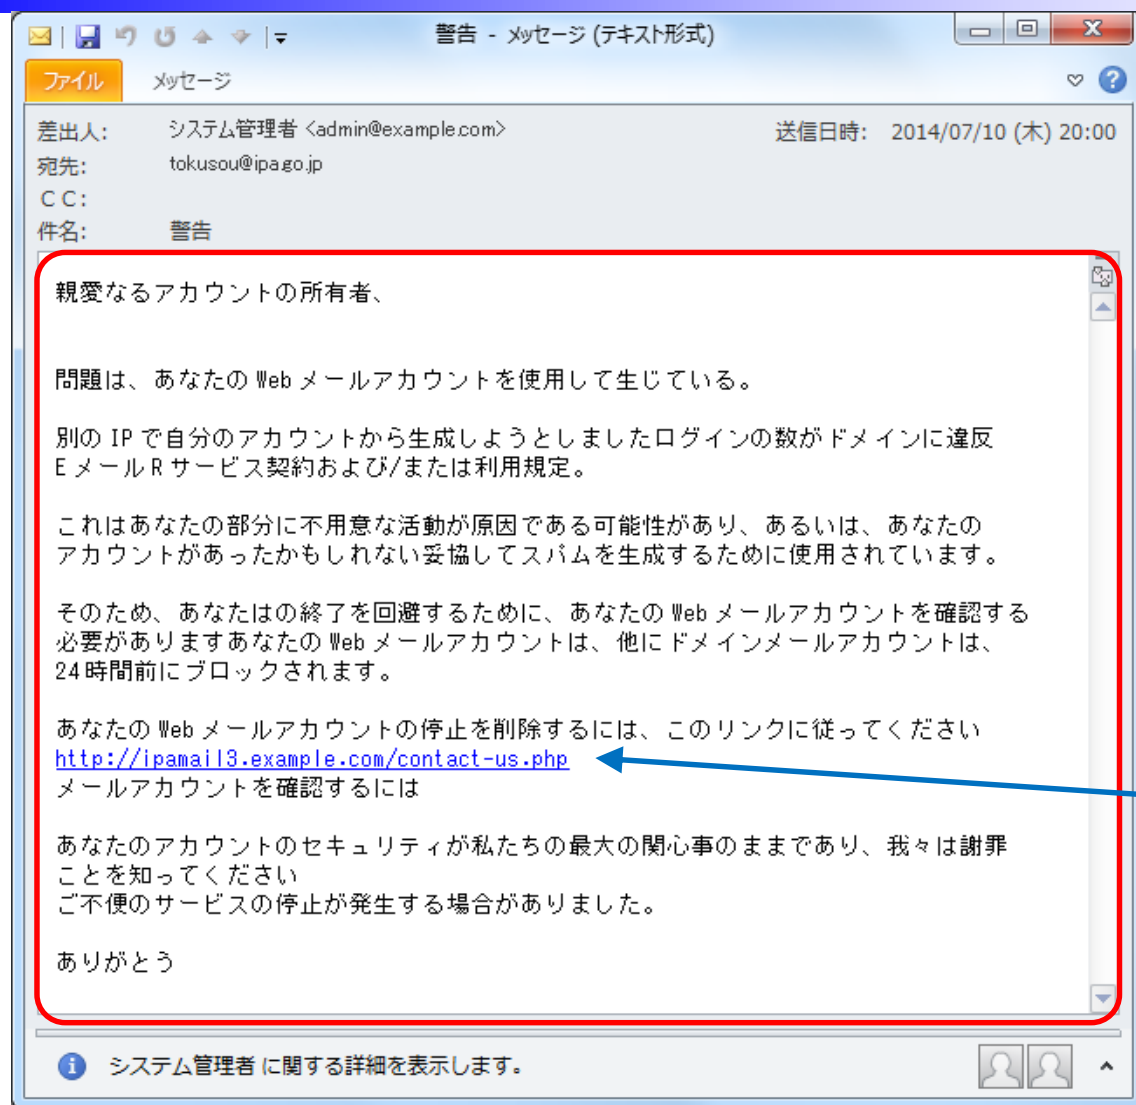 警告 - メッセージ (テキスト形式)
ファイル メッセージ
差出人: システム管理者 <admin@example.com> 送信日時: 2014/07/10 (木) 20:00
宛先: tokusou@ipa.go.jp
CC:
件名: 警告
親愛なるアカウントの所有者、
問題は、あなたの Web メールアカウントを使用して生じている。
別の IP で自分のアカウントから生成しようとしましたログインの数がドメインに違反
E メール R サービス契約および/または利用規定。
これはあなたの部分に不用意な活動が原因である可能性があり、あるいは、あなたの
アカウントがあったかもしれない妥協してスパムを生成するために使用されています。
そのため、あなたはの終了を回避するために、あなたの Web メールアカウントを確認する
必要がありますあなたの Web メールアカウントは、他にドメインメールアカウントは、
24 時間前にブロックされます。
あなたの Web メールアカウントの停止を削除するには、このリンクに従ってください
http://ipamail3.example.com/contact-us.php
メールアカウントを確認するには
あなたのアカウントのセキュリティが私たちの最大の関心事のままであり、我々は謝罪
ことを知ってください
ご不便のサービスの停止が発生する場合がありました。
ありがとう
システム管理者 に関する詳細を表示します。